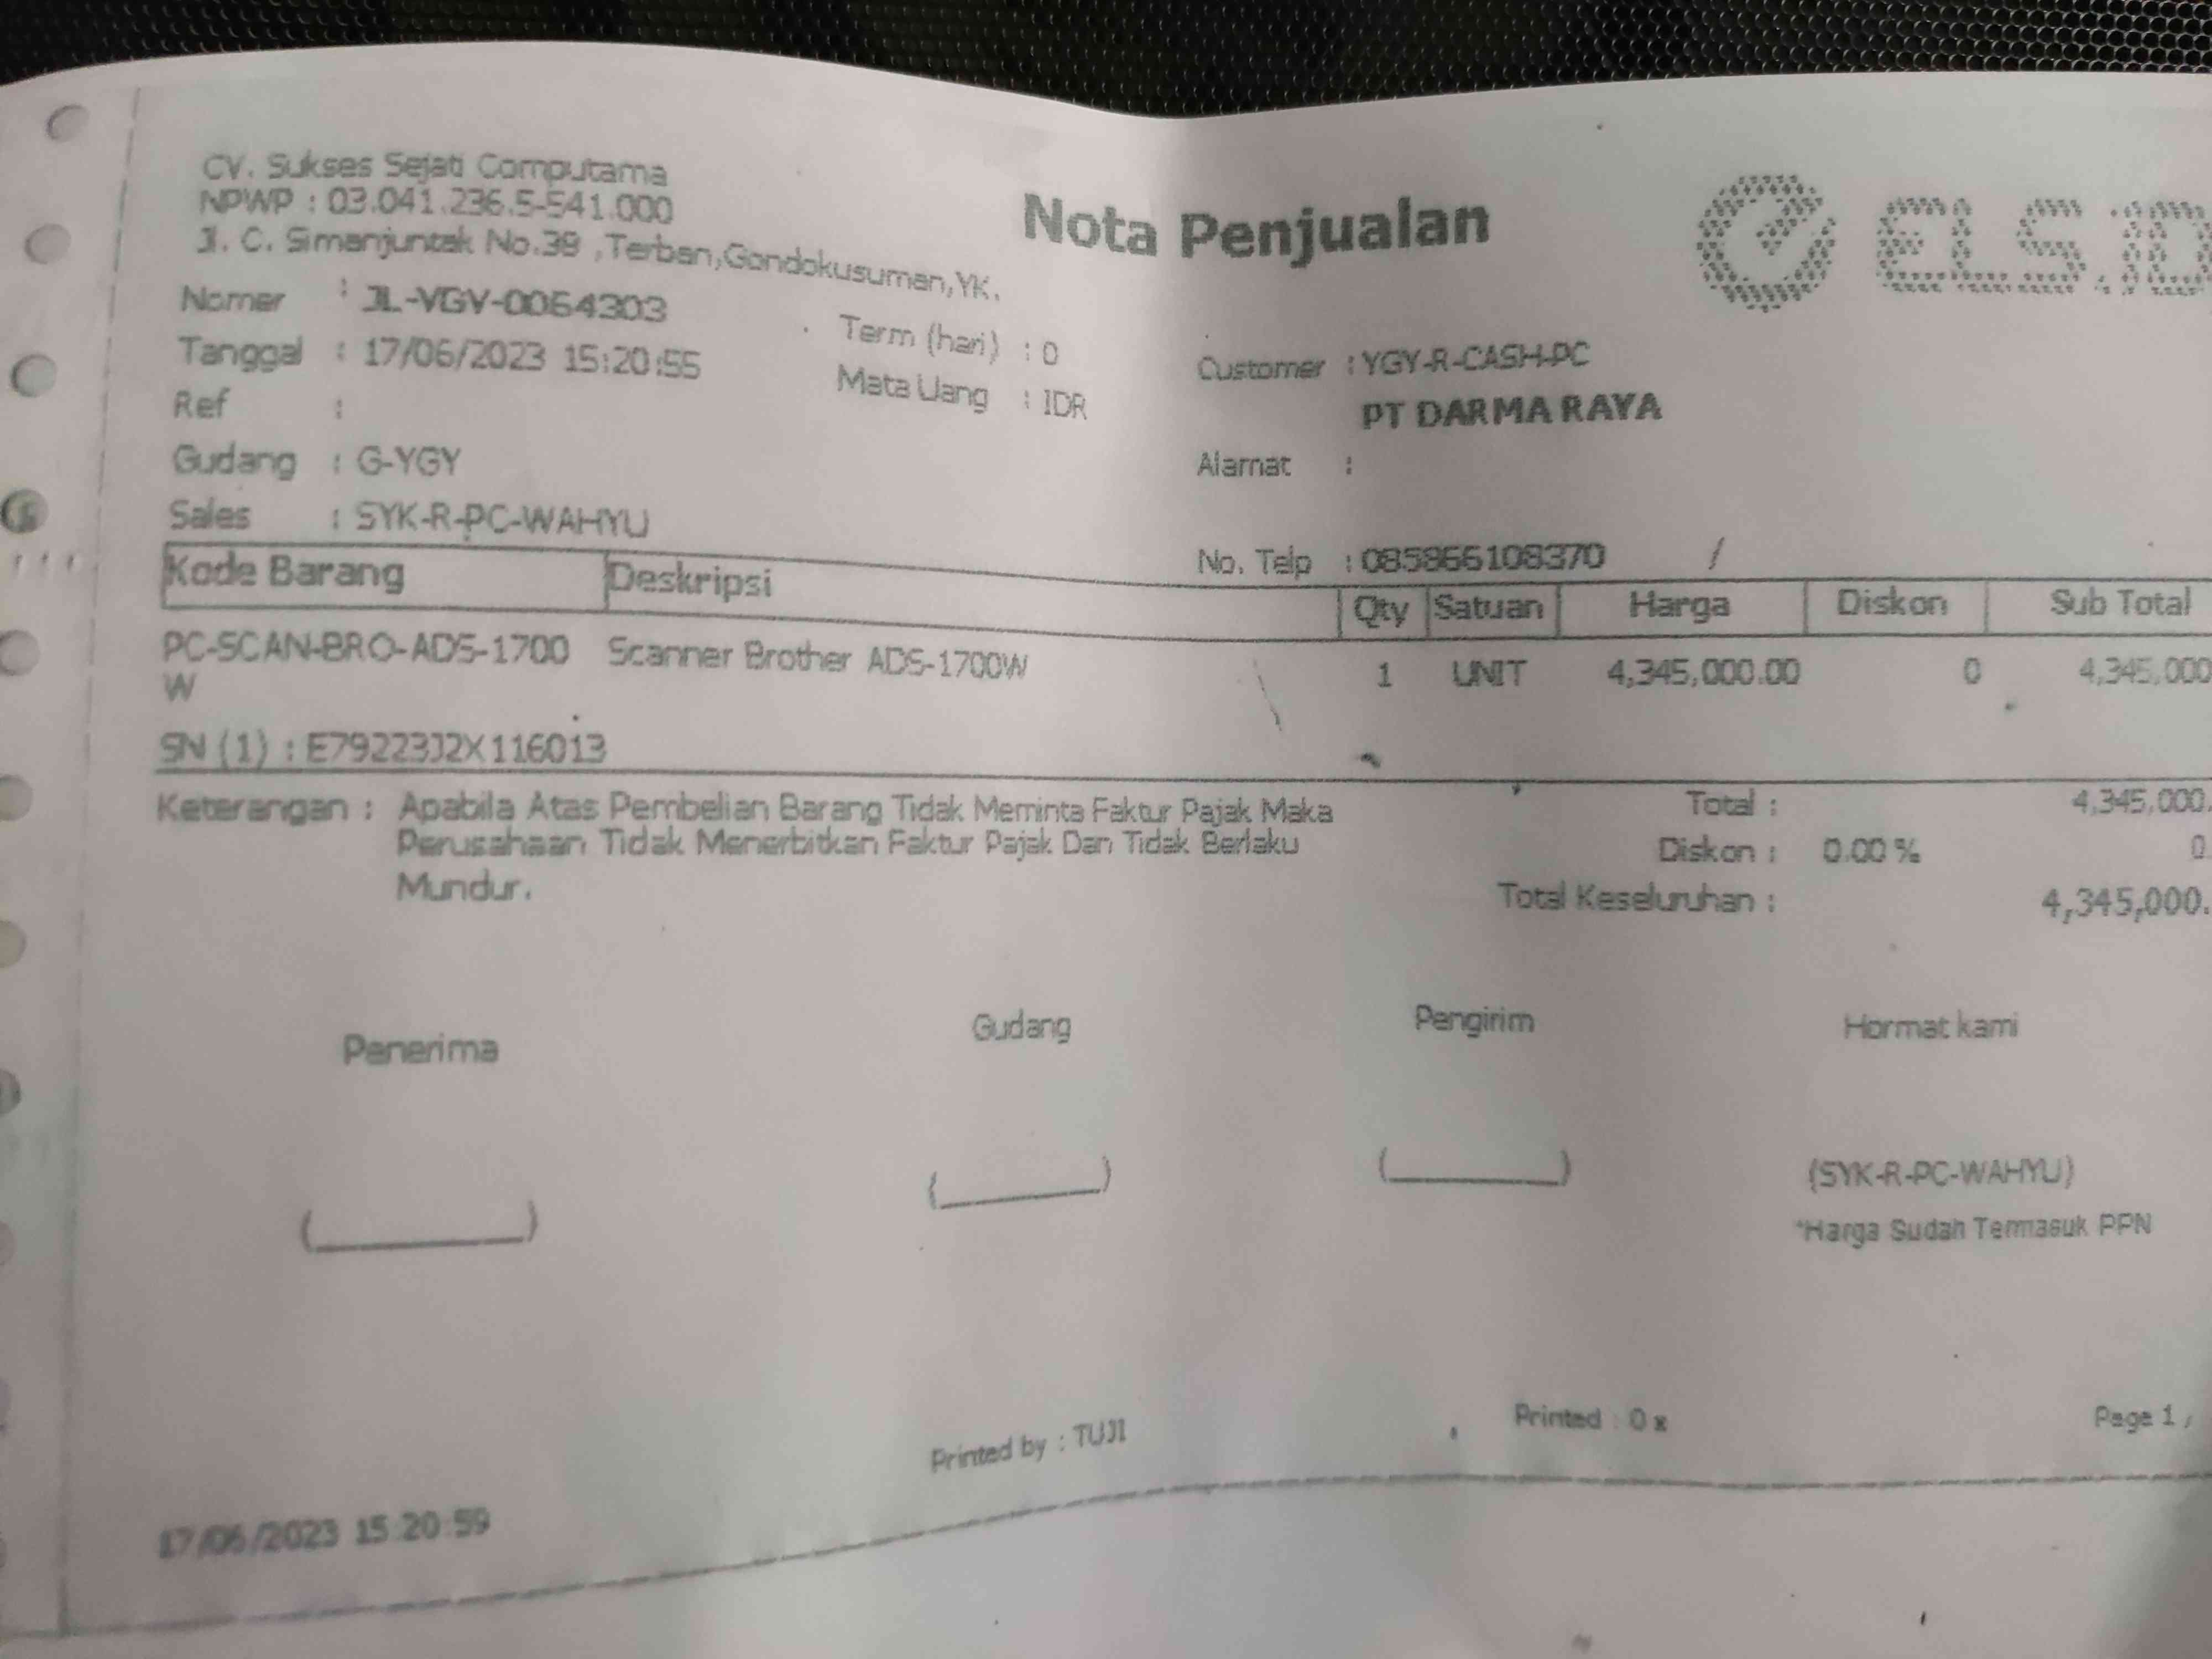 CV. Sukses Sejati Computama
NPWP : 03.041.236.5-541.000
Jl. C. Simanjuntak No.38 ,Terban,Gondokusuman,YK.
Nota Penjualan
ELS.ID
Nomer : JL-VGV-0064303
Tanggal : 17/06/2023 15:20:55
Ref :
Gudang : G-YGY
Sales : SYK-R-PC-WAHYU
Term (hari) : 0
Mata Uang : IDR
Customer : YGY-R-CASH-PC
PT DARMA RAYA
Alamat :
No. Telp : 085866108370 /
Kode Barang Deskripsi Qty Satuan Harga Diskon Sub Total
PC-SCAN-BRO-ADS-1700 Scanner Brother ADS-1700W 1 UNIT 4,345,000.00 0 4,345,000
W
SN (1) : E79223J2X116013
Keterangan : Apabila Atas Pembelian Barang Tidak Meminta Faktur Pajak Maka
Perusahaan Tidak Menerbitkan Faktur Pajak Dan Tidak Berlaku
Mundur.
Total : 4,345,000.
Diskon : 0.00 % 0.
Total Keseluruhan : 4,345,000.
Penerima Gudang Pengirim Hormat kami
(SYK-R-PC-WAHYU)
*Harga Sudah Termasuk PPN
Printed by : TUJI Printed : 0 x Page 1 /
17/06/2023 15:20:59